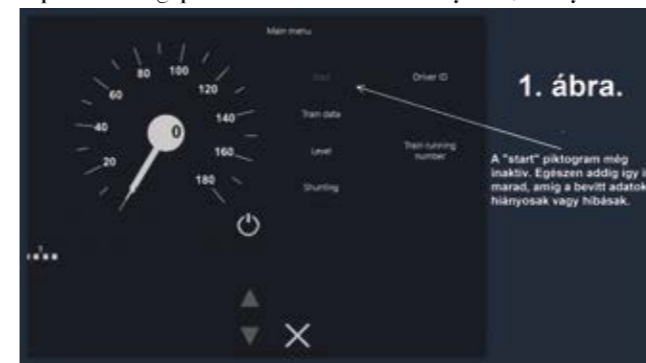 Main menu
80 100
60 120
Start Driver ID
1. ábra.
40 0 140
Train data
20 160
Level Train running
number
180 Shunting
A "start" piktogram még
inaktív. Egészen addig így i
marad, amíg a bevitt adatok
hiányosak vagy hibásak.